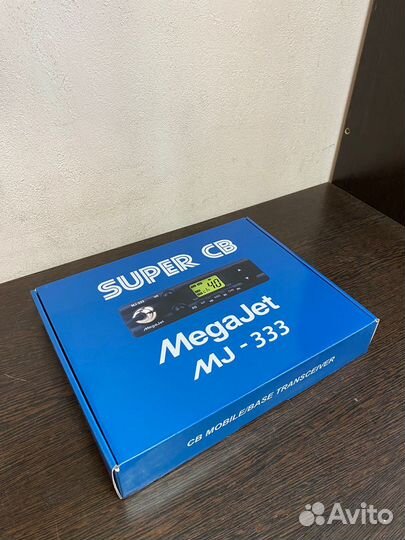 SUPER CB
MJ-333
40
MegaJet
MegaJet
MJ - 333
CB MOBILE/BASE TRANSCEIVER
Avito